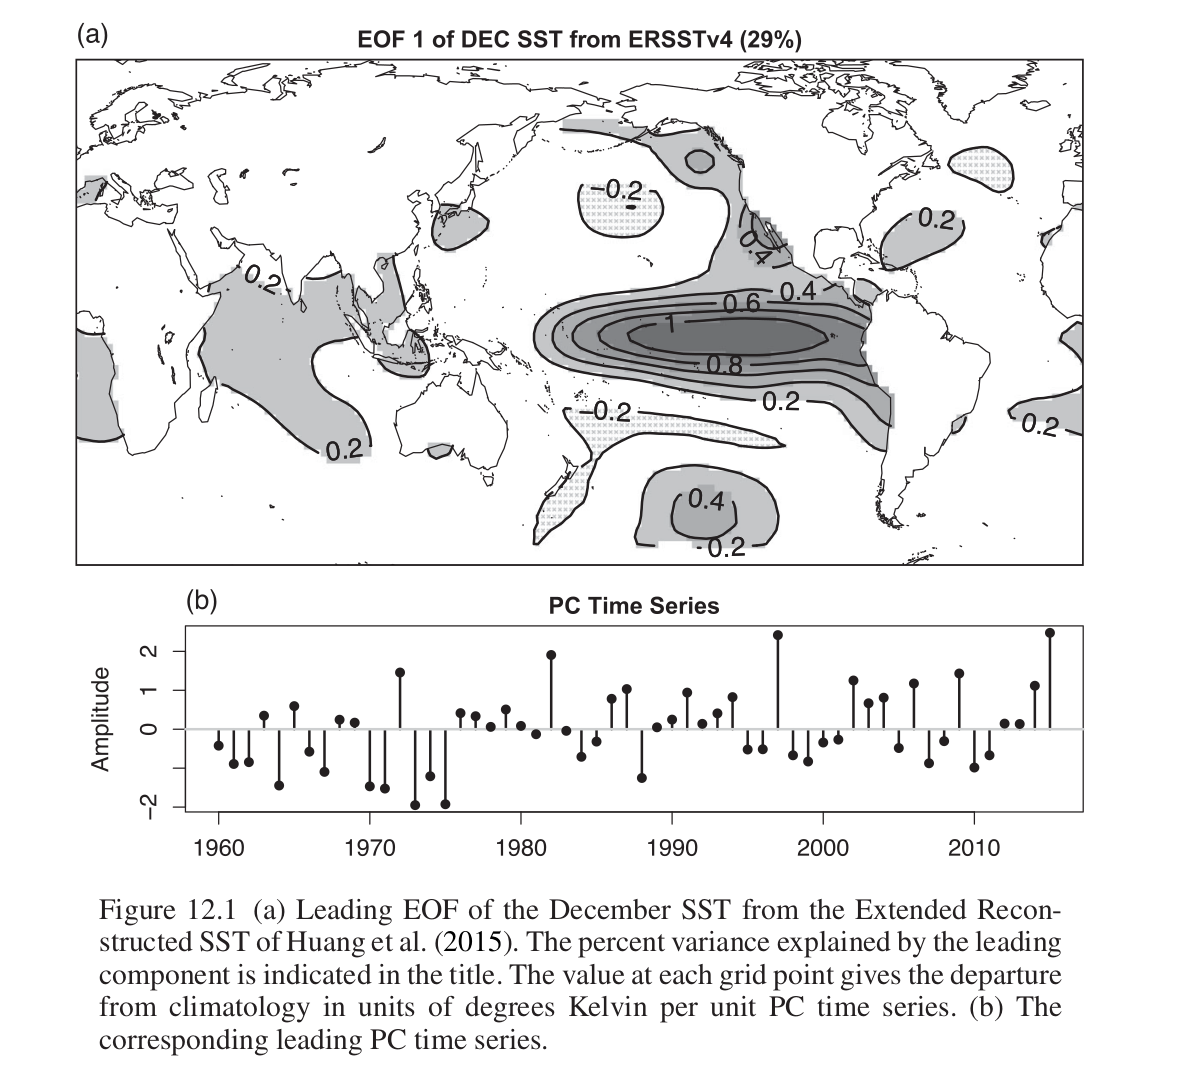 (a)
EOF 1 of DEC SST from ERSSTv4 (29%)
−0.2
0.2
0.4
0.2
0.4
0.6
1
0.8
0.2
−0.2
0.2
0.2
0.4
-0.2
(b)
PC Time Series
Amplitude
2
1
0
−2
1960
1970
1980
1990
2000
2010
Figure 12.1 (a) Leading EOF of the December SST from the Extended Recon-
structed SST of Huang et al. (2015). The percent variance explained by the leading
component is indicated in the title. The value at each grid point gives the departure
from climatology in units of degrees Kelvin per unit PC time series. (b) The
corresponding leading PC time series.